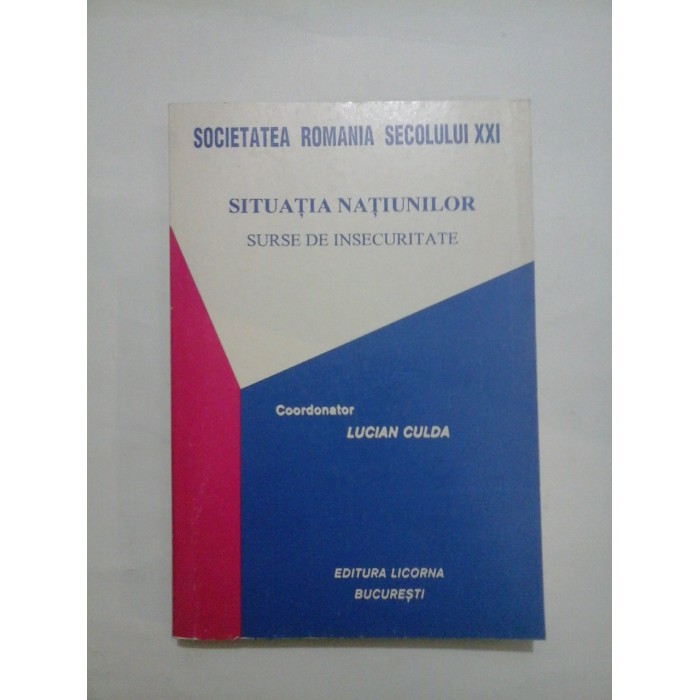 SOCIETATEA ROMANIA SECOLULUI XXI
SITUAȚIA NAȚIUNILOR
SURSE DE INSECURITATE
Coordonator
LUCIAN CULDA
EDITURA LICORNA
BUCUREȘTI